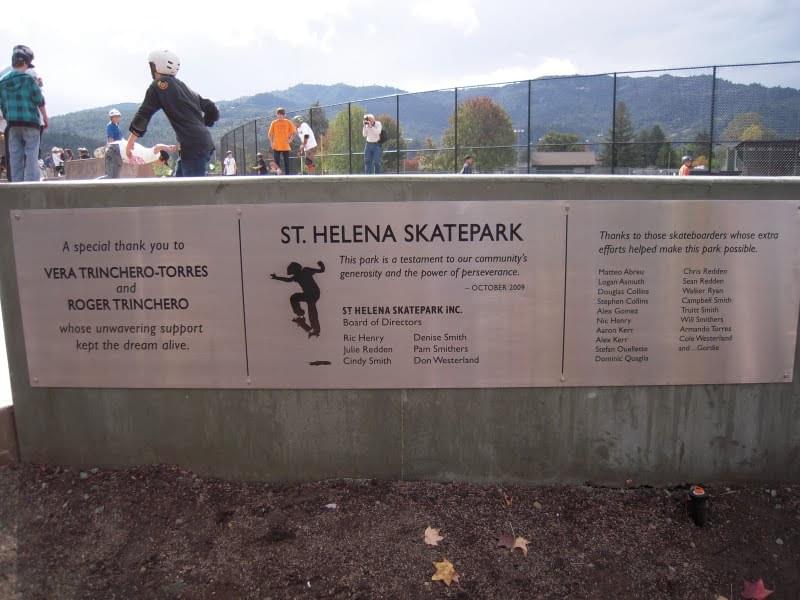 A special thank you to
VERA TRINCHERO-TORRES
and
ROGER TRINCHERO
whose unwavering support
kept the dream alive.
ST. HELENA SKATEPARK
This park is a testament to our community's
generosity and the power of perseverance.
– OCTOBER 2009
ST HELENA SKATEPARK INC.
Board of Directors
Ric Henry
Julie Redden
Cindy Smith
Denise Smith
Pam Smithers
Don Westerland
Thanks to those skateboarders whose extra
efforts helped make this park possible.
Matteo Abreu
Logan Asnouth
Douglas Collins
Stephen Collins
Alex Gomez
Nic Henry
Aaron Kerr
Alex Kerr
Stefan Ouellette
Dominic Quaglia
Chris Redden
Sean Redden
Walker Ryan
Campbell Smith
Truitt Smith
Will Smithers
Armando Torres
Cole Westerland
and ...Gordie